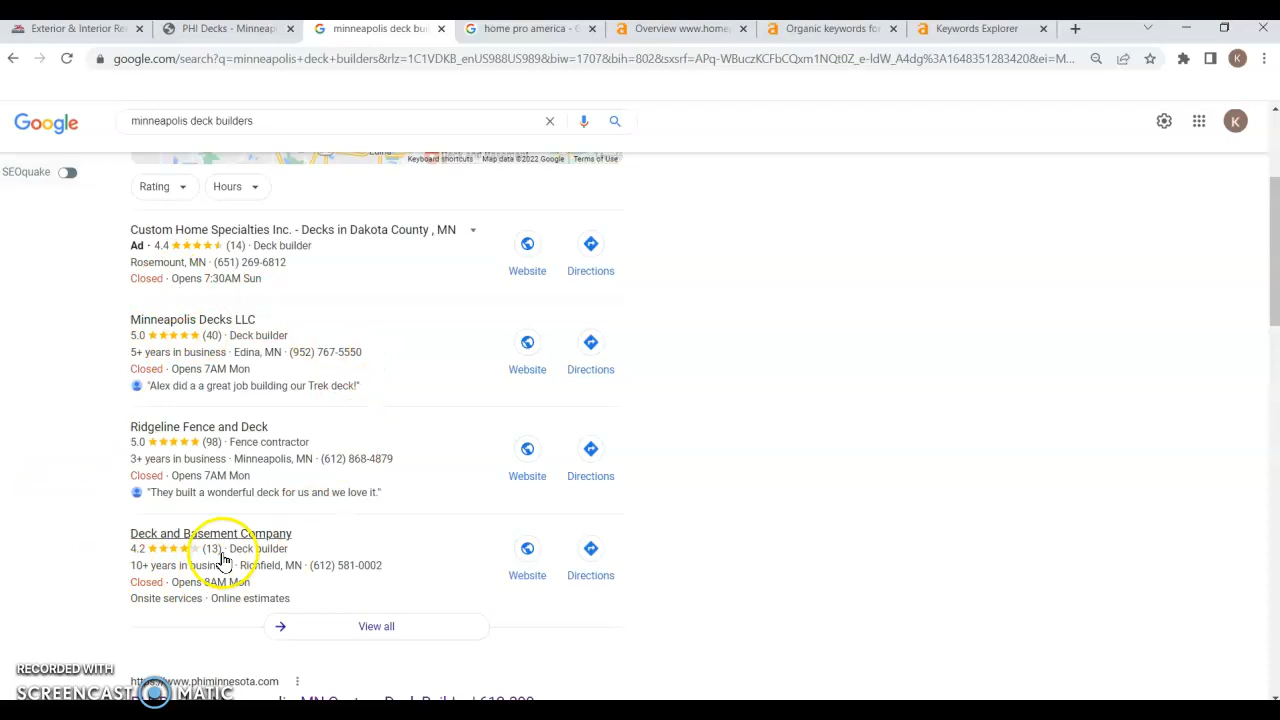 Exterior & Interior Re
PHI Decks - Minneap
minneapolis deck bui
home pro america - G
Overview www.home
Organic keywords for
Keywords Explorer
google.com/search?q=minneapolis+deck+builders&rlz=1C1VDKB_enUS989US989&biw=1707&bih=802&sxsrf=APq-WBuczKCFbCQxm1NQt0Z_e-ldW_A4dg%3A1648351283420&ei=M...
Google
minneapolis deck builders
K
K
Keyboard shortcuts
Map data ©2022 Google
Terms of Use
SEOquake
Rating
Hours
Custom Home Specialties Inc. - Decks in Dakota County , MN
Ad · 4.4 (14) · Deck builder
Rosemount, MN · (651) 269-6812
Closed · Opens 7:30AM Sun
Website
Directions
Minneapolis Decks LLC
5.0 (40) · Deck builder
5+ years in business · Edina, MN · (952) 767-5550
Closed · Opens 7AM Mon
"Alex did a a great job building our Trek deck!"
Website
Directions
Ridgeline Fence and Deck
5.0 (98) · Fence contractor
3+ years in business · Minneapolis, MN · (612) 868-4879
Closed · Opens 7AM Mon
"They built a wonderful deck for us and we love it."
Website
Directions
Deck and Basement Company
4.2 (13) · Deck builder
10+ years in business · Richfield, MN · (612) 581-0002
Closed · Opens 8AM Mon
Onsite services · Online estimates
Website
Directions
View all
https://www.phiminnesota.com
RECORDED WITH
SCREENCAST MATIC